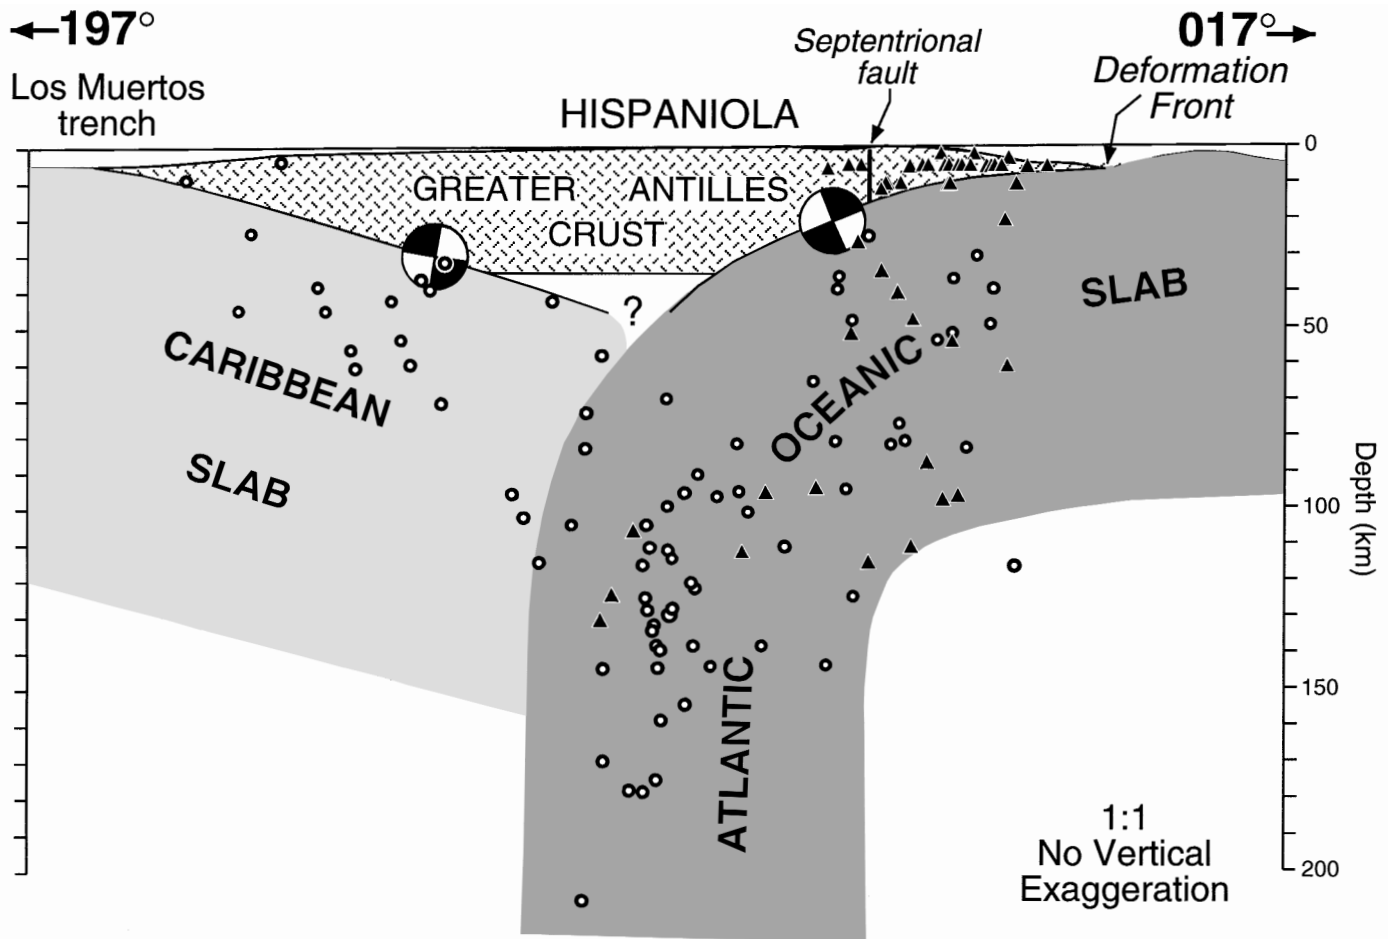 197°
017°
Los Muertos
trench
Septentrional
fault
Deformation
Front
HISPANIOLA
GREATER ANTILLES
CRUST
?
CARIBBEAN
SLAB
OCEANIC
SLAB
ATLANTIC
0
50
100
150
200
Depth (km)
1:1
No Vertical
Exaggeration